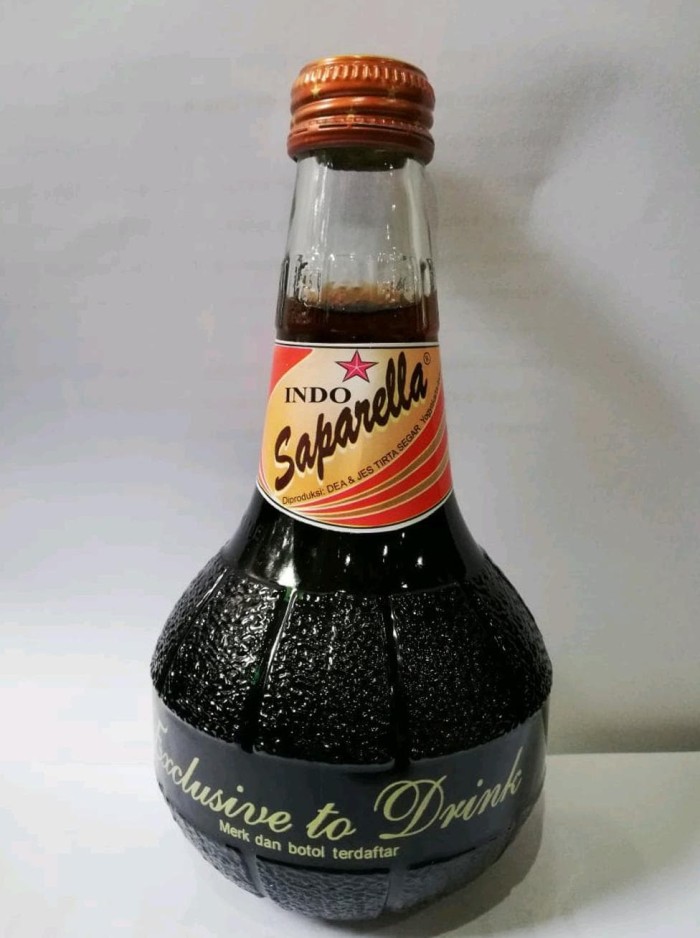 INDO
Saparella®
Diproduksi: DEA & JES TIRTA SEGAR
Exclusive to Drink
Merk dan botol terdaftar